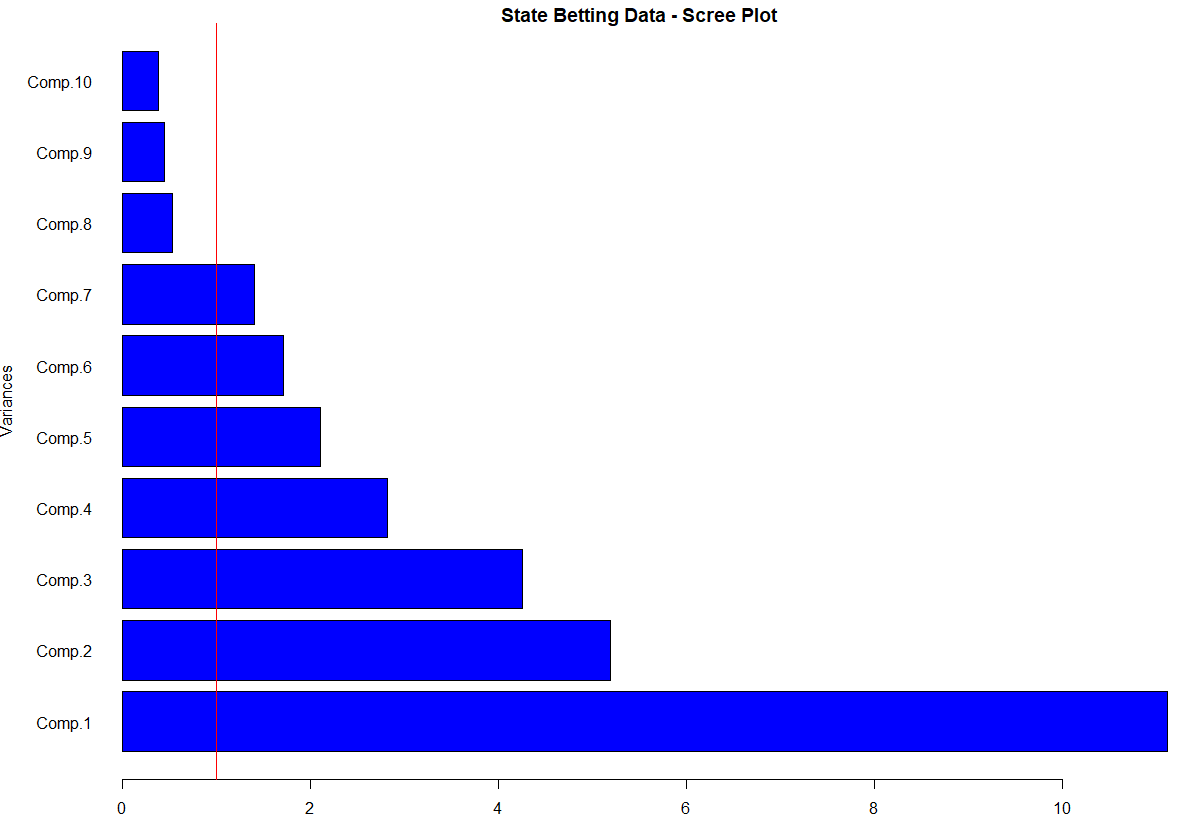 State Betting Data - Scree Plot
Comp.10
Comp.9
Comp.8
Comp.7
Comp.6
Variances
Comp.5
Comp.4
Comp.3
Comp.2
Comp.1
0 2 4 6 8 10